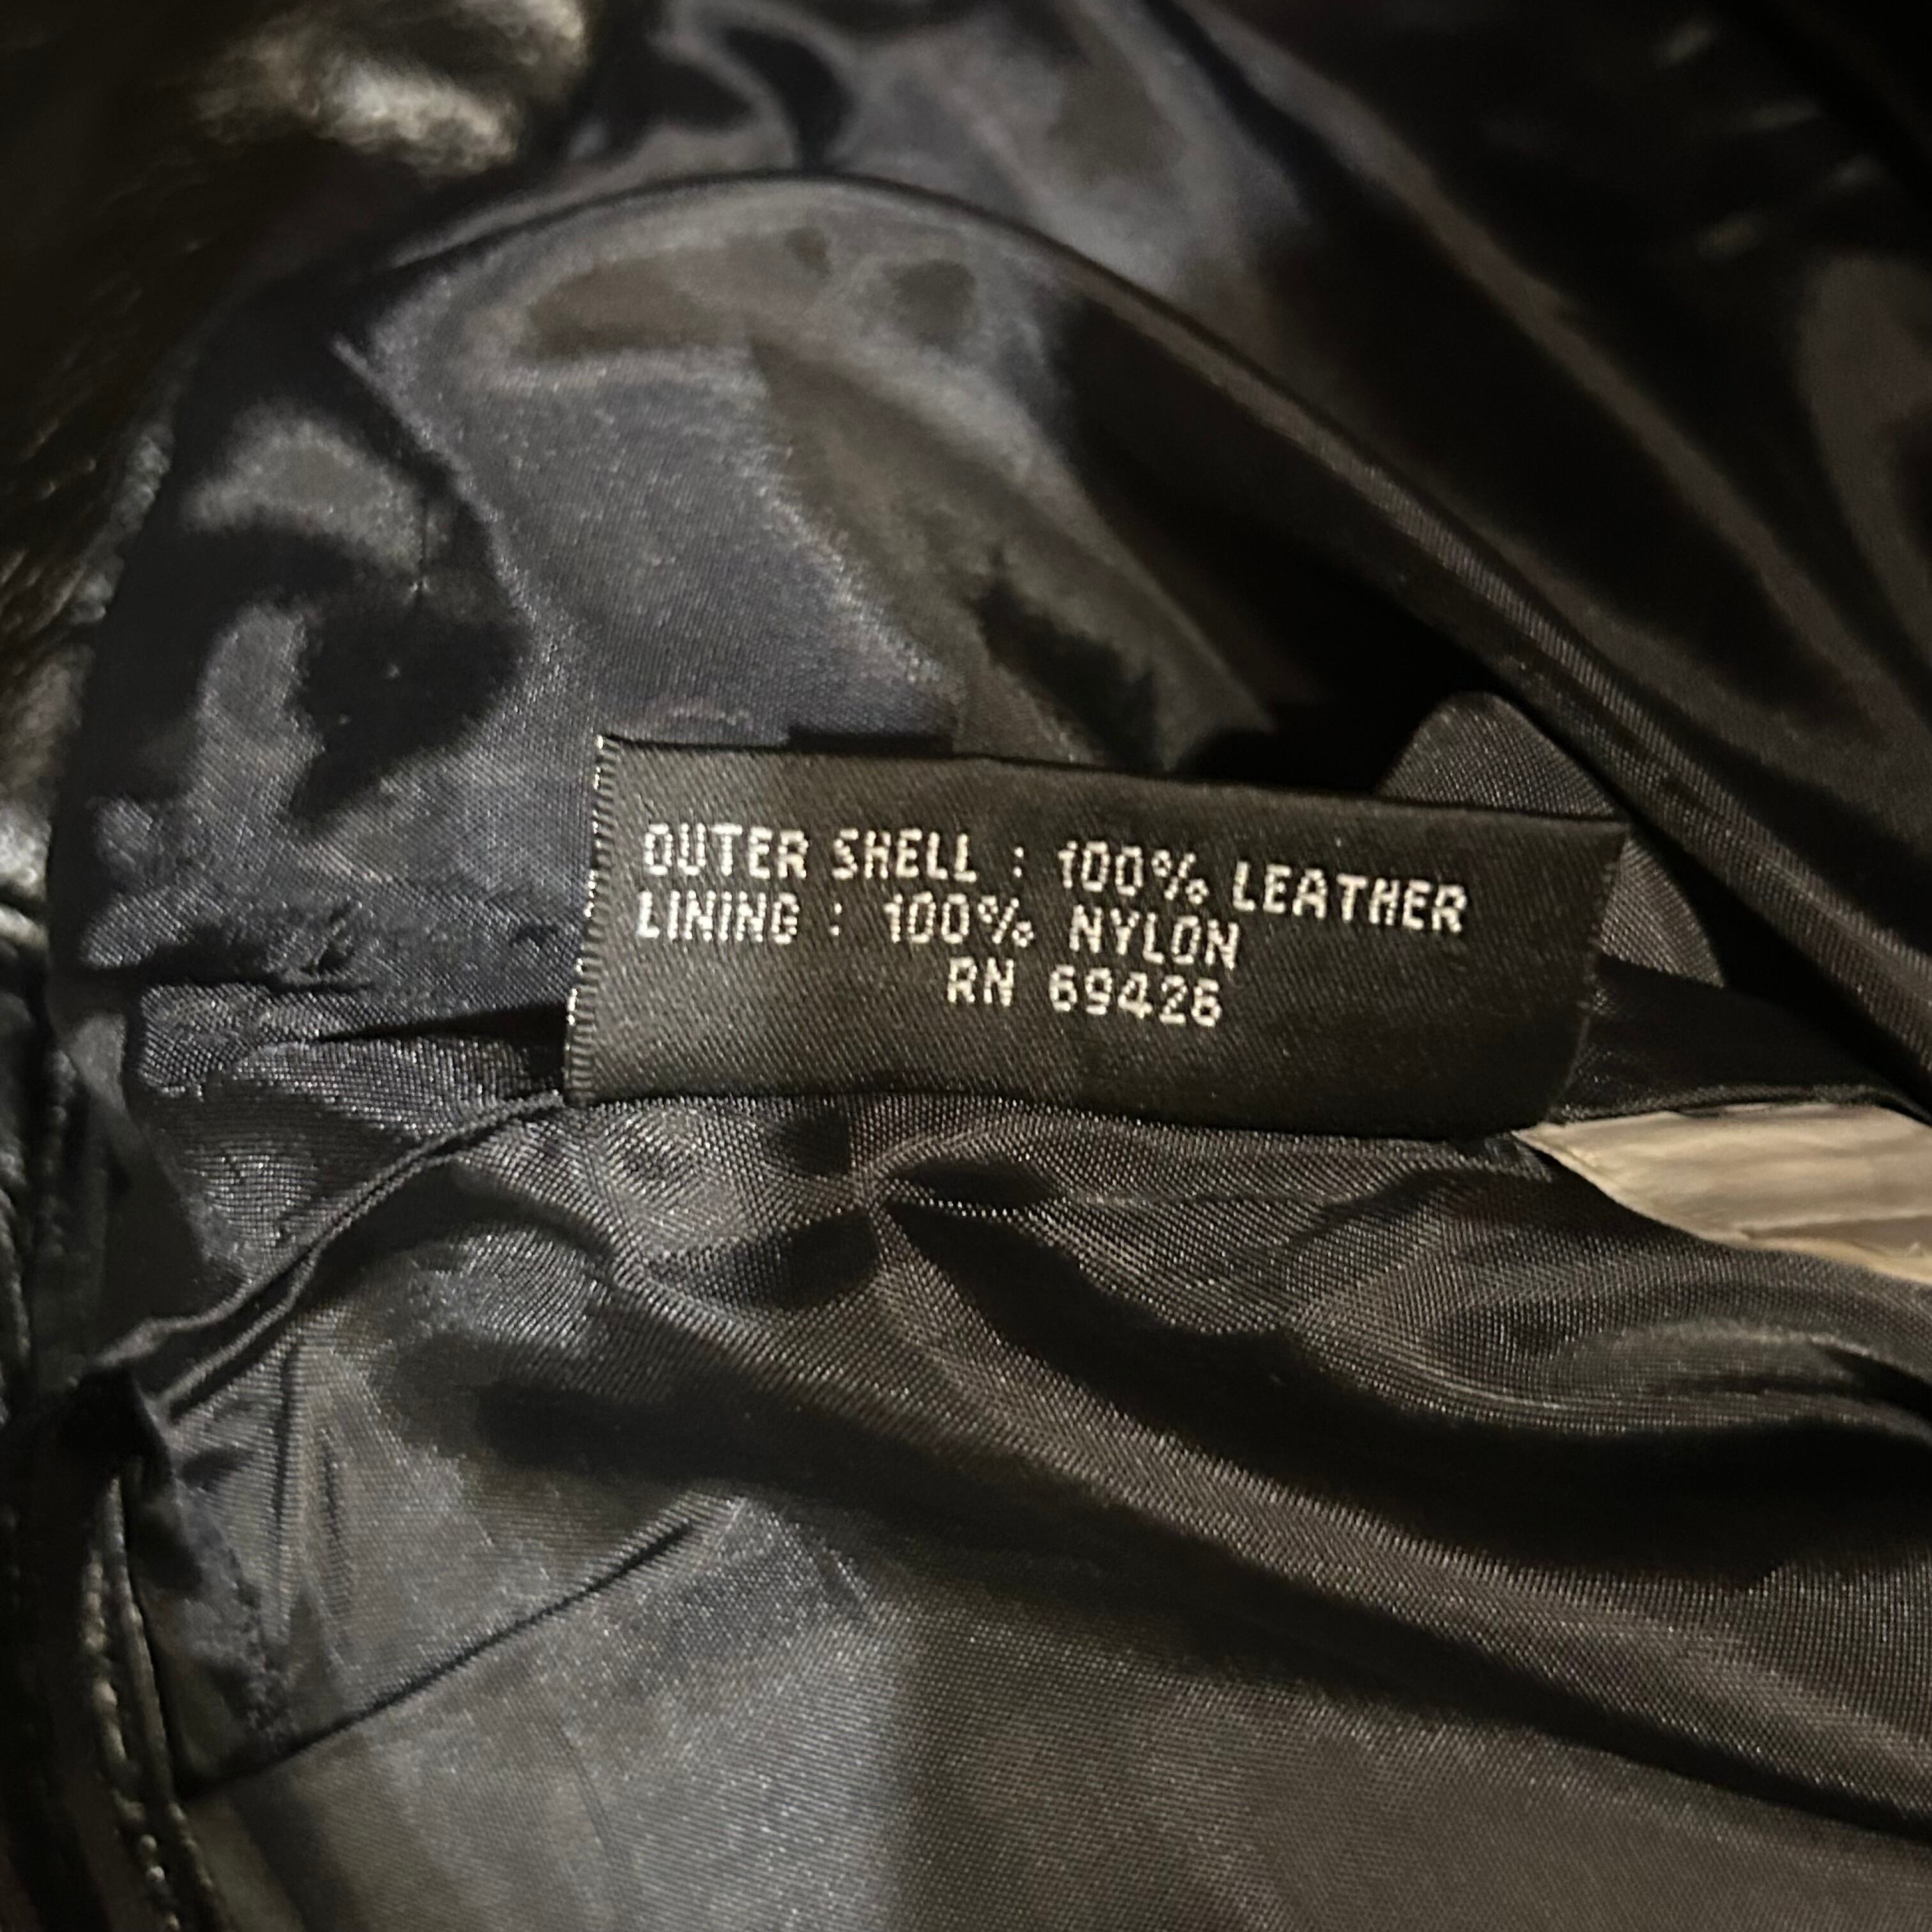 OUTER SHELL : 100% LEATHER
LINING : 100% NYLON
RN 69426